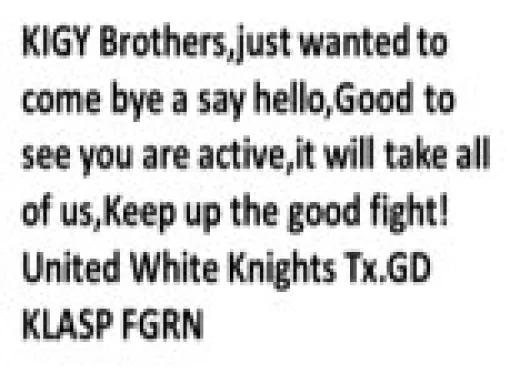 KIGY Brothers,just wanted to
come bye a say hello,Good to
see you are active,it will take all
of us,Keep up the good fight!
United White Knights Tx.GD
KLASP FGRN